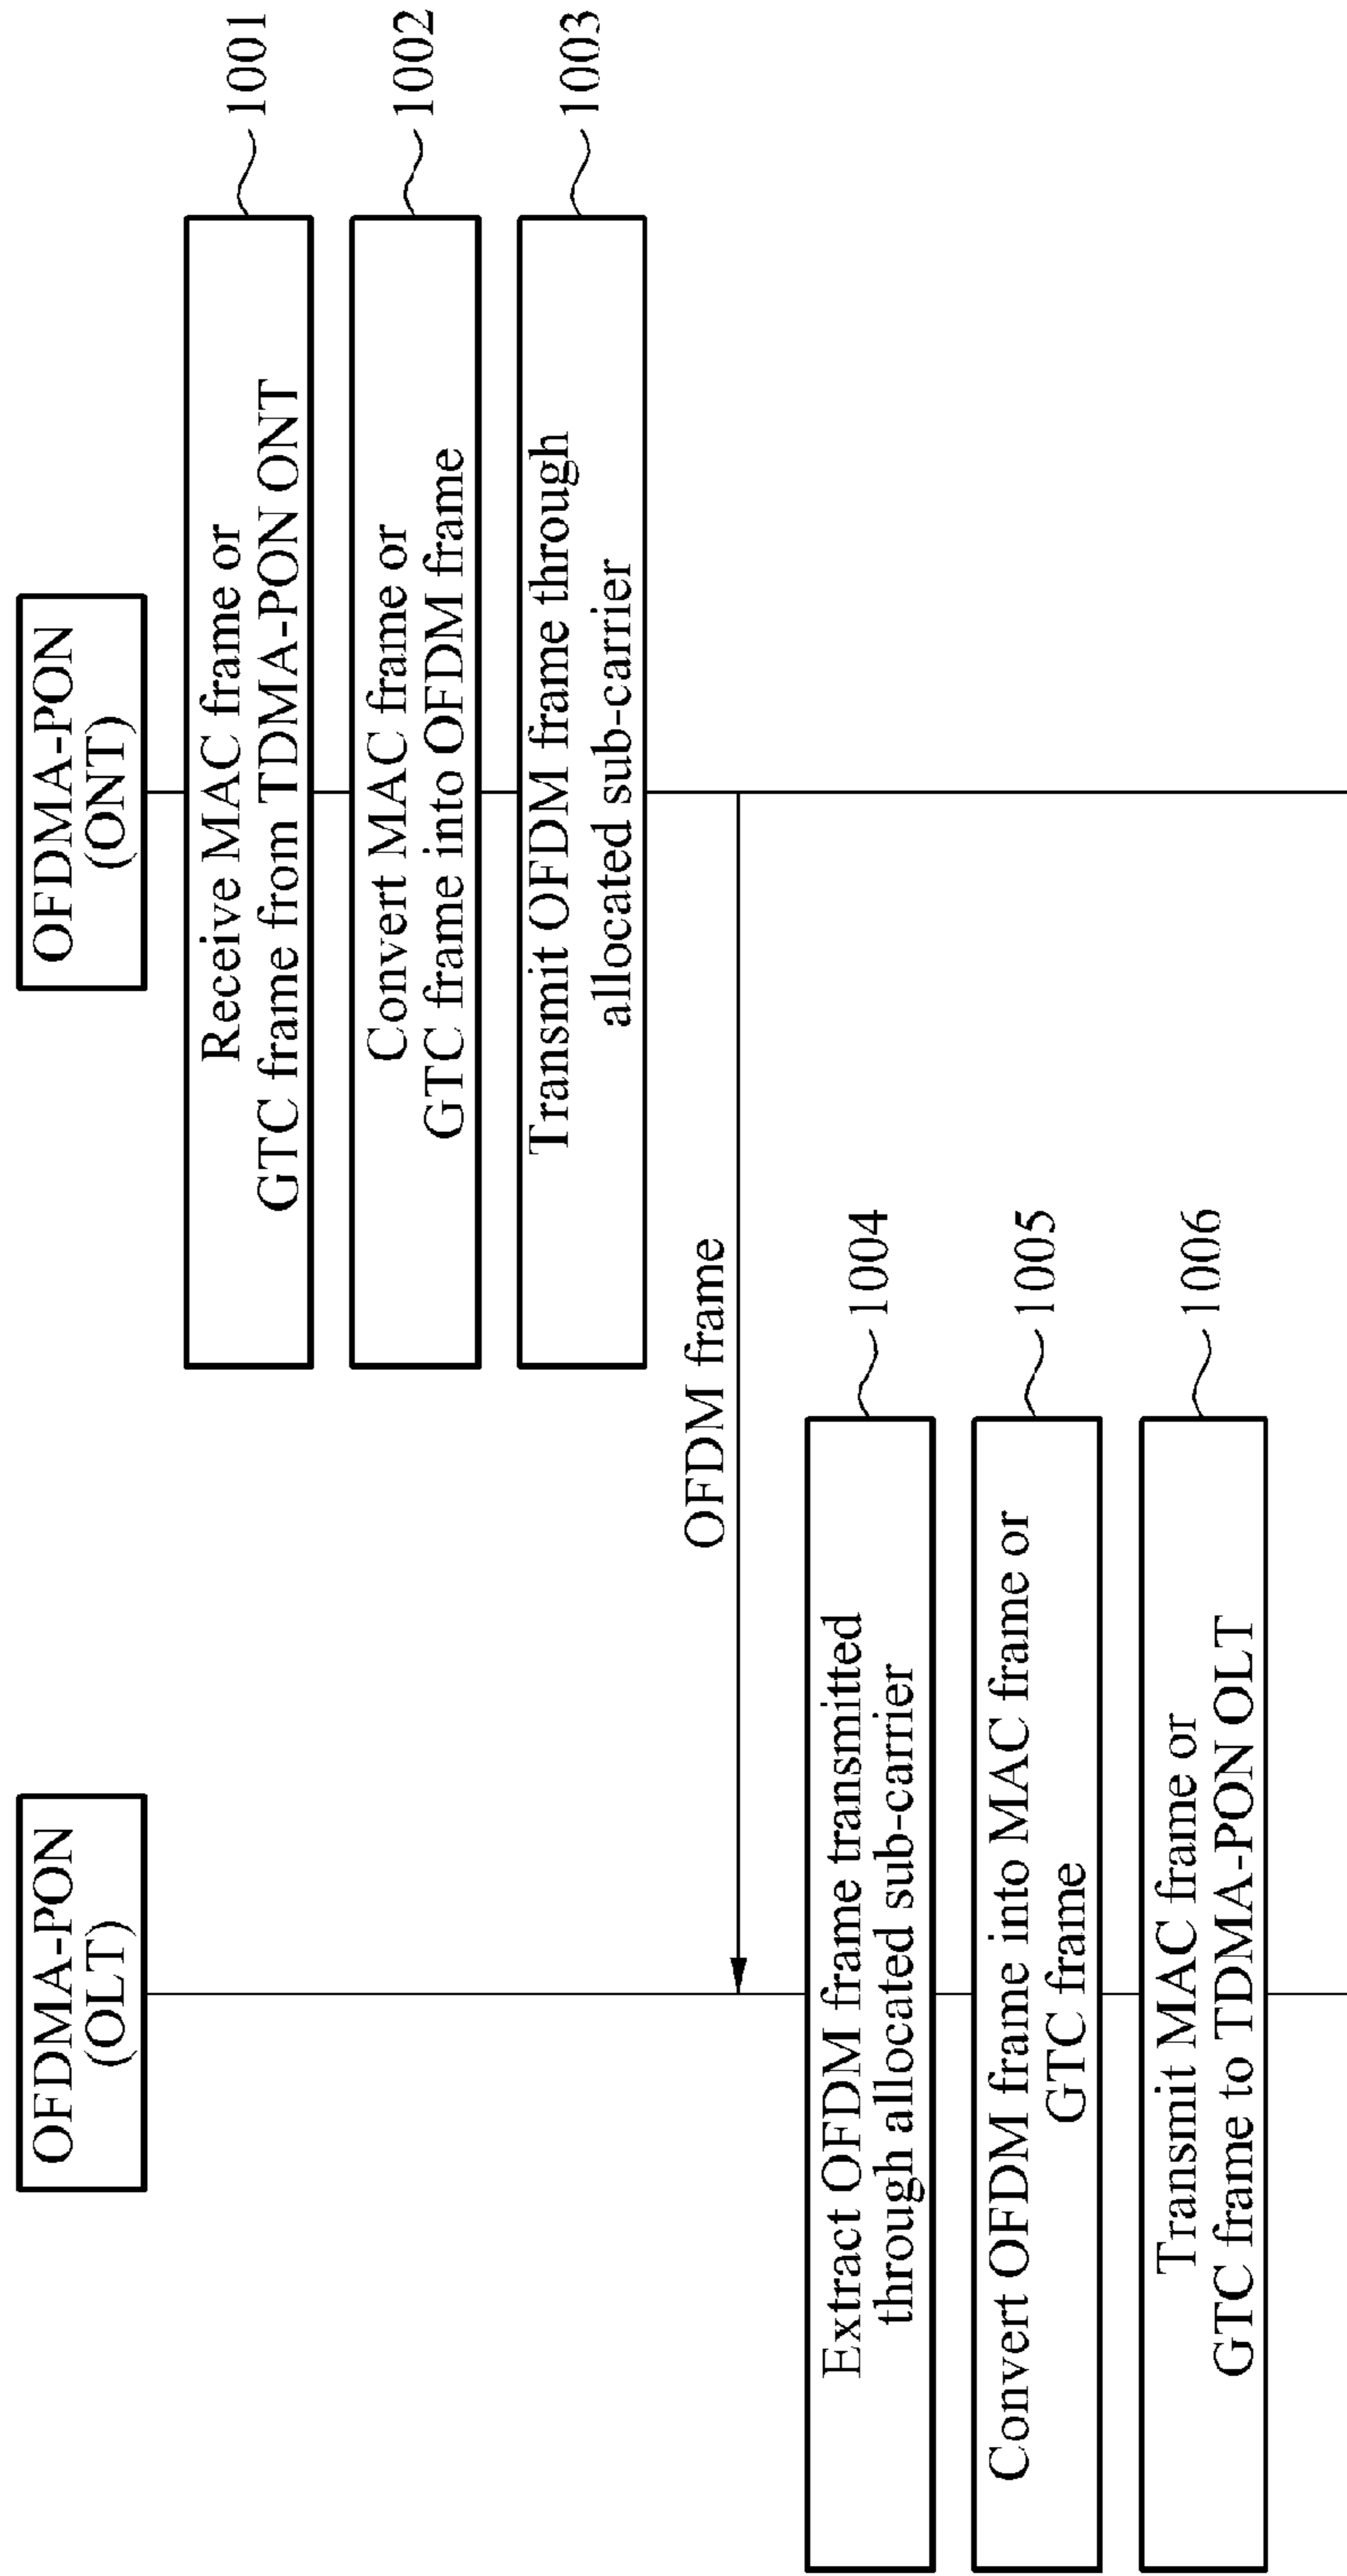 OFDMA-PON
(OLT)
OFDMA-PON
(ONT)
Receive MAC frame or
GTC frame from TDMA-PON ONT
1001
Convert MAC frame or
GTC frame into OFDM frame
1002
Transmit OFDM frame through
allocated sub-carrier
1003
OFDM frame
Extract OFDM frame transmitted
through allocated sub-carrier
1004
Convert OFDM frame into MAC frame or
GTC frame
1005
Transmit MAC frame or
GTC frame to TDMA-PON OLT
1006